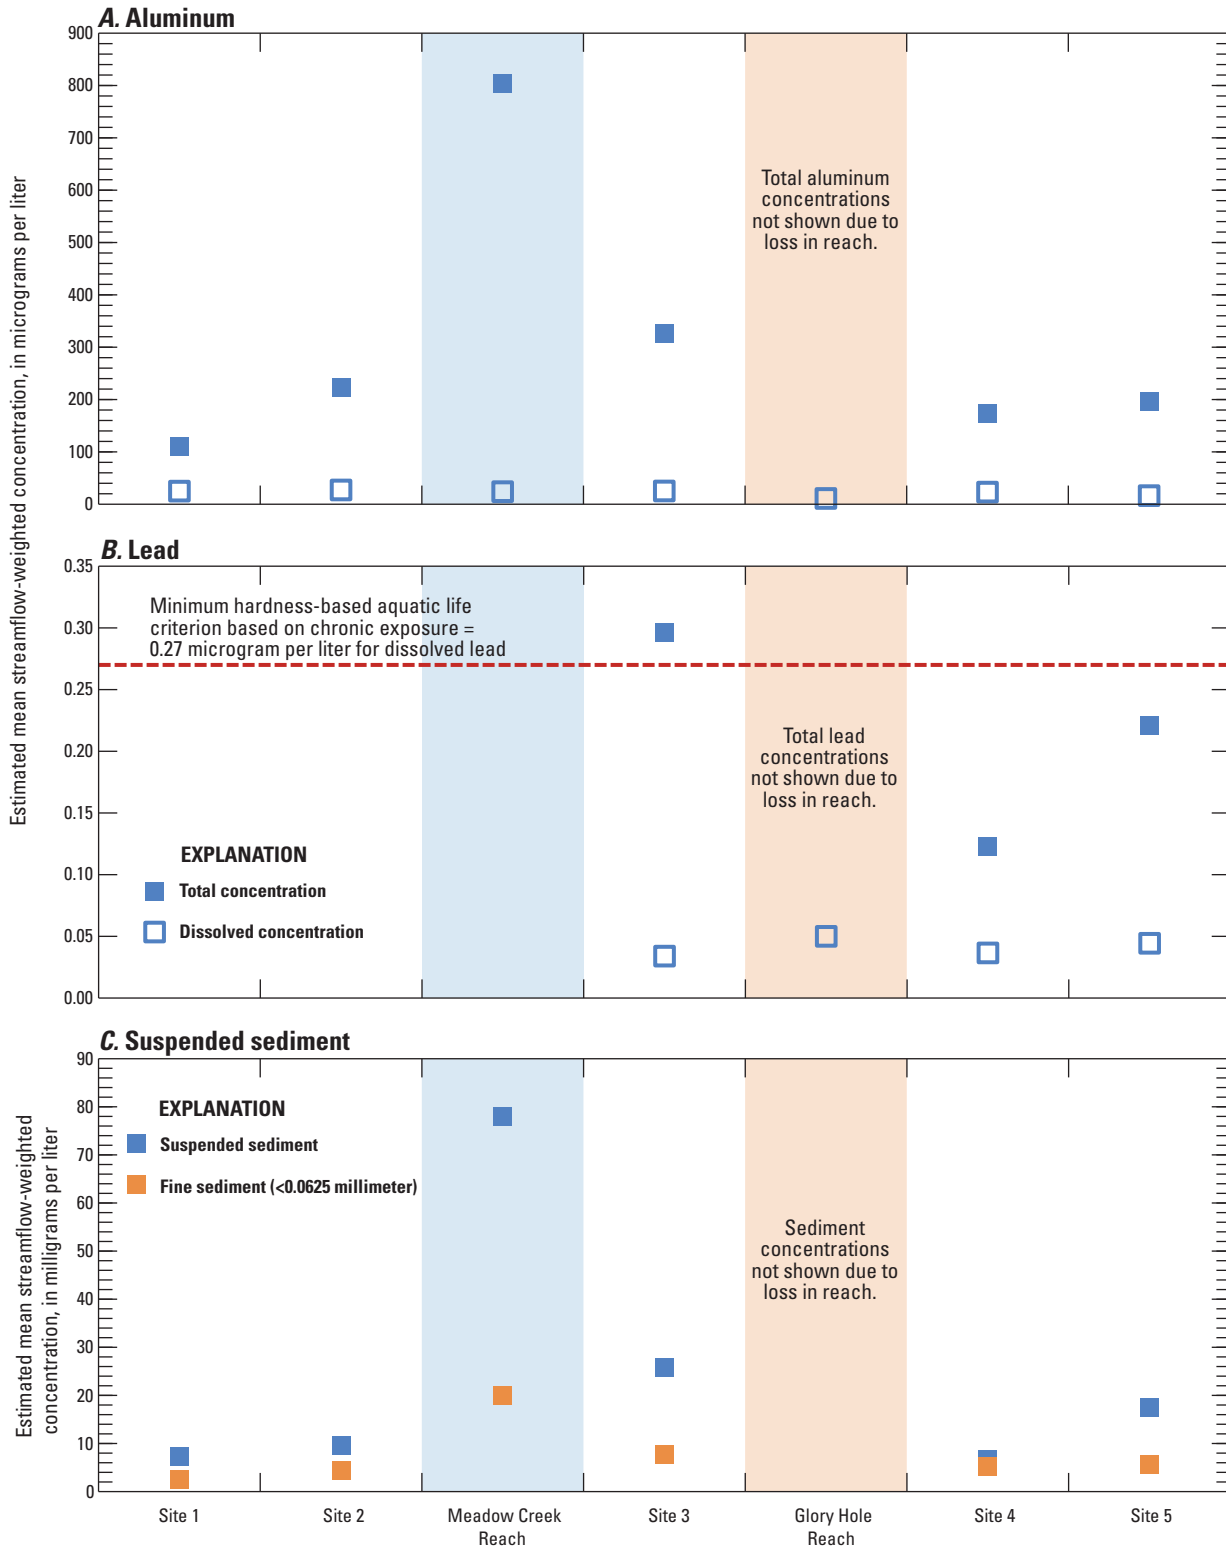 A. Aluminum
Estimated mean streamflow-weighted concentration, in micrograms per liter
900
800
700
600
500
400
300
200
100
0
Total aluminum
concentrations
not shown due to
loss in reach.
B. Lead
0.35
0.30
0.25
0.20
0.15
0.10
0.05
0.00
Minimum hardness-based aquatic life
criterion based on chronic exposure =
0.27 microgram per liter for dissolved lead
Total lead
concentrations
not shown due to
loss in reach.
EXPLANATION
Total concentration
Dissolved concentration
C. Suspended sediment
Estimated mean streamflow-weighted
concentration, in milligrams per liter
90
80
70
60
50
40
30
20
10
0
EXPLANATION
Suspended sediment
Fine sediment (<0.0625 millimeter)
Sediment
concentrations
not shown due to
loss in reach.
Site 1
Site 2
Meadow Creek
Reach
Site 3
Glory Hole
Reach
Site 4
Site 5